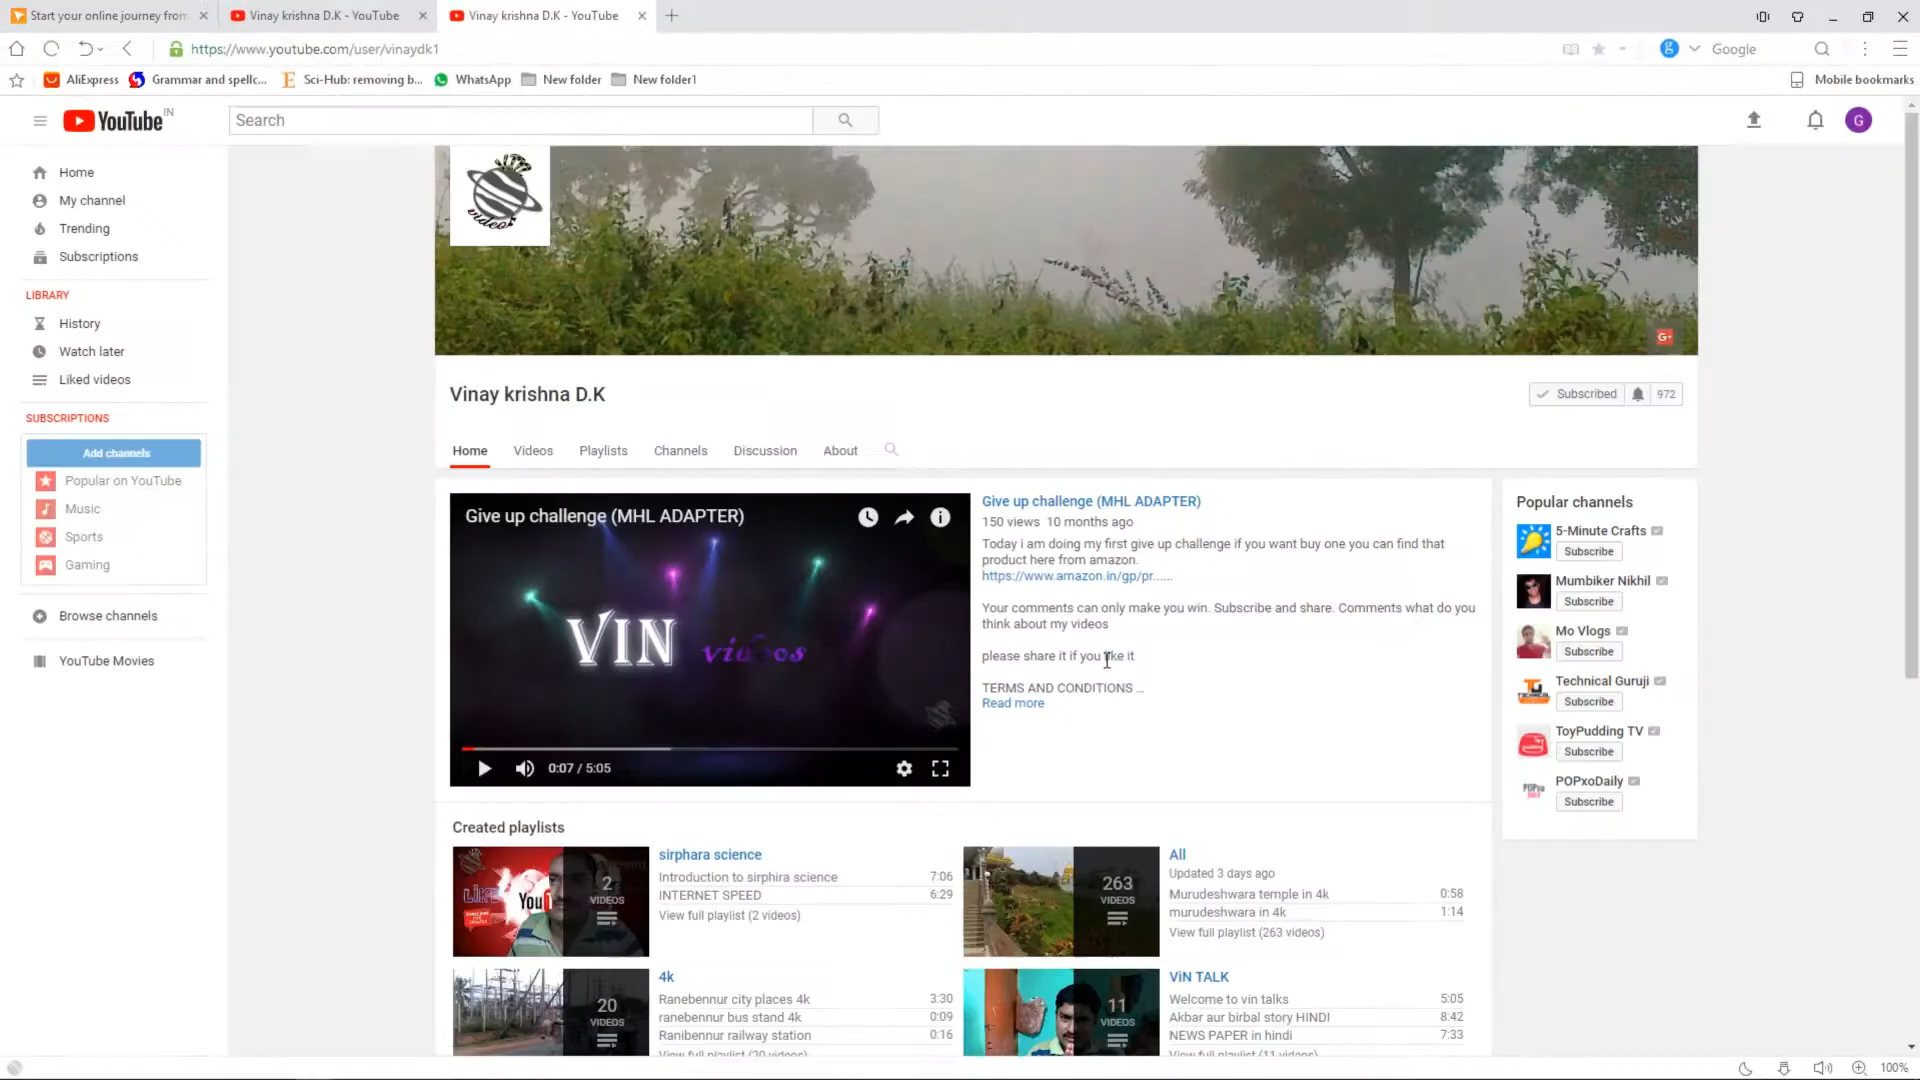 Start your online journey from
Vinay krishna D.K - YouTube
Vinay krishna D.K - YouTube
https://www.youtube.com/user/vinaydk1
Google
AliExpress
Grammar and spellc...
Sci-Hub: removing b...
WhatsApp
New folder
New folder1
Mobile bookmarks
YouTube IN
Search
G
Home
My channel
Trending
Subscriptions
LIBRARY
History
Watch later
Liked videos
SUBSCRIPTIONS
Add channels
Popular on YouTube
Music
Sports
Gaming
Browse channels
YouTube Movies
videos
G+
Vinay krishna D.K
Subscribed 972
Home Videos Playlists Channels Discussion About
Give up challenge (MHL ADAPTER)
VIN videos
0:07 / 5:05
Give up challenge (MHL ADAPTER)
150 views 10 months ago
Today i am doing my first give up challenge if you want buy one you can find that
product here from amazon.
https://www.amazon.in/gp/pr......
Your comments can only make you win. Subscribe and share. Comments what do you
think about my videos
please share it if you like it
TERMS AND CONDITIONS ...
Read more
Popular channels
5-Minute Crafts
Subscribe
Mumbiker Nikhil
Subscribe
Mo Vlogs
Subscribe
Technical Guruji
Subscribe
ToyPudding TV
Subscribe
POPxoDaily
Subscribe
Created playlists
2
VIDEOS
sirphara science
Introduction to sirphira science 7:06
INTERNET SPEED 6:29
View full playlist (2 videos)
263
VIDEOS
All
Updated 3 days ago
Murudeshwara temple in 4k 0:58
murudeshwara in 4k 1:14
View full playlist (263 videos)
20
VIDEOS
4k
Ranebennur city places 4k 3:30
ranebennur bus stand 4k 0:09
Ranibennur railway station 0:16
View full playlist (20 videos)
11
VIDEOS
ViN TALK
Welcome to vin talks 5:05
Akbar aur birbal story HINDI 8:42
NEWS PAPER in hindi 7:33
View full playlist (11 videos)
100%